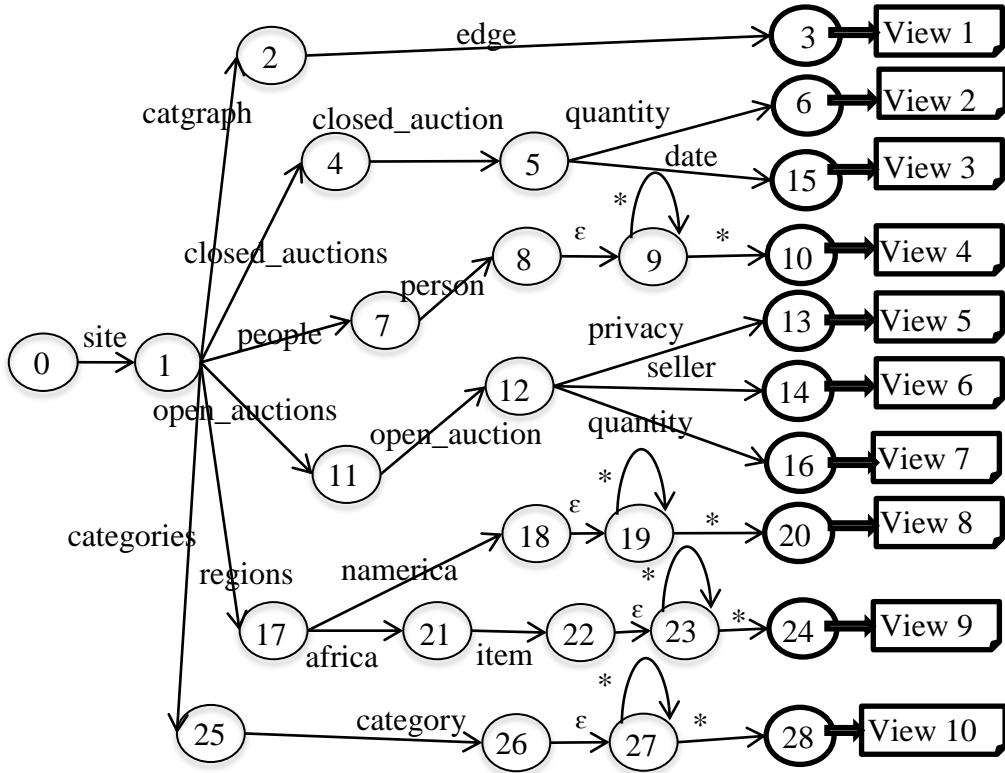 edge
2
3
View 1
catgraph
closed_auction
quantity
6
View 2
4
5
date
15
View 3
*
closed_auctions
person
8
ε
9
*
10
View 4
people
7
privacy
13
View 5
site
0
1
seller
12
14
View 6
open_auctions
open_auction
quantity
11
16
View 7
*
categories
18
ε
19
*
20
View 8
regions
namerica
*
17
21
22
ε
23
*
24
View 9
africa
item
*
25
category
26
ε
27
*
28
View 10